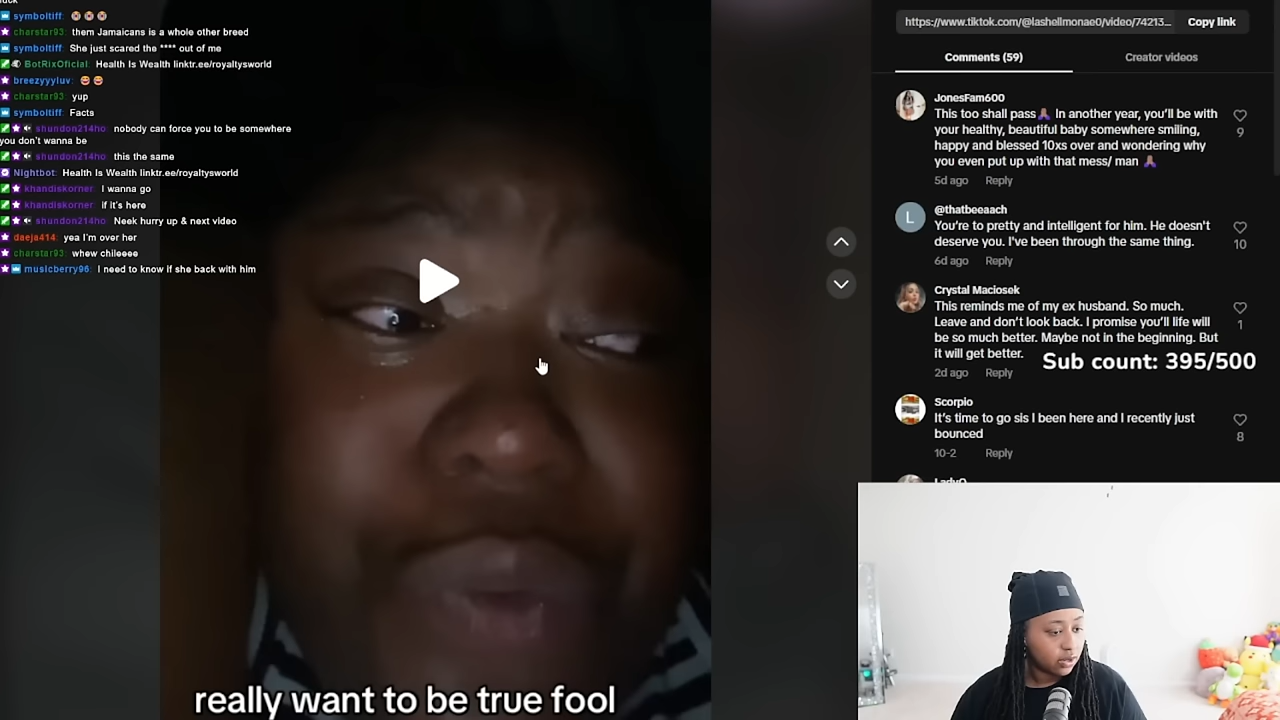 symboltiff:
charstar93: them Jamaicans is a whole other breed
symboltiff: She just scared the **** out of me
BotRixOficial: Health Is Wealth linktr.ee/royaltysworld
breezyyyluv:
charstar93: yup
symboltiff: Facts
shundon214ho nobody can force you to be somewhere
you don't wanna be
shundon214ho this the same
Nightbot: Health Is Wealth linktr.ee/royaltysworld
khandiskorner I wanna go
khandiskorner if it's here
shundon214ho Neek hurry up & next video
daeja414 yea I'm over her
charstar93: whew chileeee
musicberry96: I need to know if she back with him
really want to be true fool
https://www.tiktok.com/@lashellmonae0/video/74213...
Copy link
Comments (59)
Creator videos
JonesFam600
This too shall pass🙏🏾 In another year, you'll be with
your healthy, beautiful baby somewhere smiling,
happy and blessed 10xs over and wondering why
you even put up with that mess/ man 🙏🏾
9
5d ago Reply
L
@thatbeeaach
You're to pretty and intelligent for him. He doesn't
deserve you. I've been through the same thing.
10
6d ago Reply
Crystal Maciosek
This reminds me of my ex husband. So much.
Leave and don't look back. I promise you'll life will
be so much better. Maybe not in the beginning. But
it will get better.
1
2d ago Reply
Sub count: 395/500
Scorpio
It's time to go sis I been here and I recently just
bounced
8
10-2 Reply